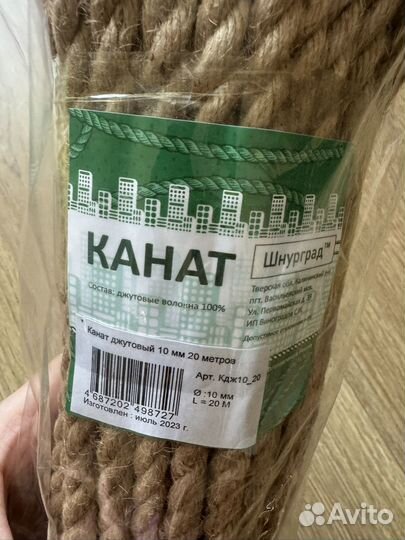 КАНАТ
Шнурград™
состав: джутовые волокна 100%
Тверская обл. Калининский р-н
пгт. Васильевский мох.
Ул. Первомайская д.
ИП Виноградов С.
Допустимое
Канат джутовый 10 мм 20 метров
Арт. Кдж10_20
Ø :10 мм
L = 20 М
4 687202 498727
Изготовлен : июль 2023 г.
Avito